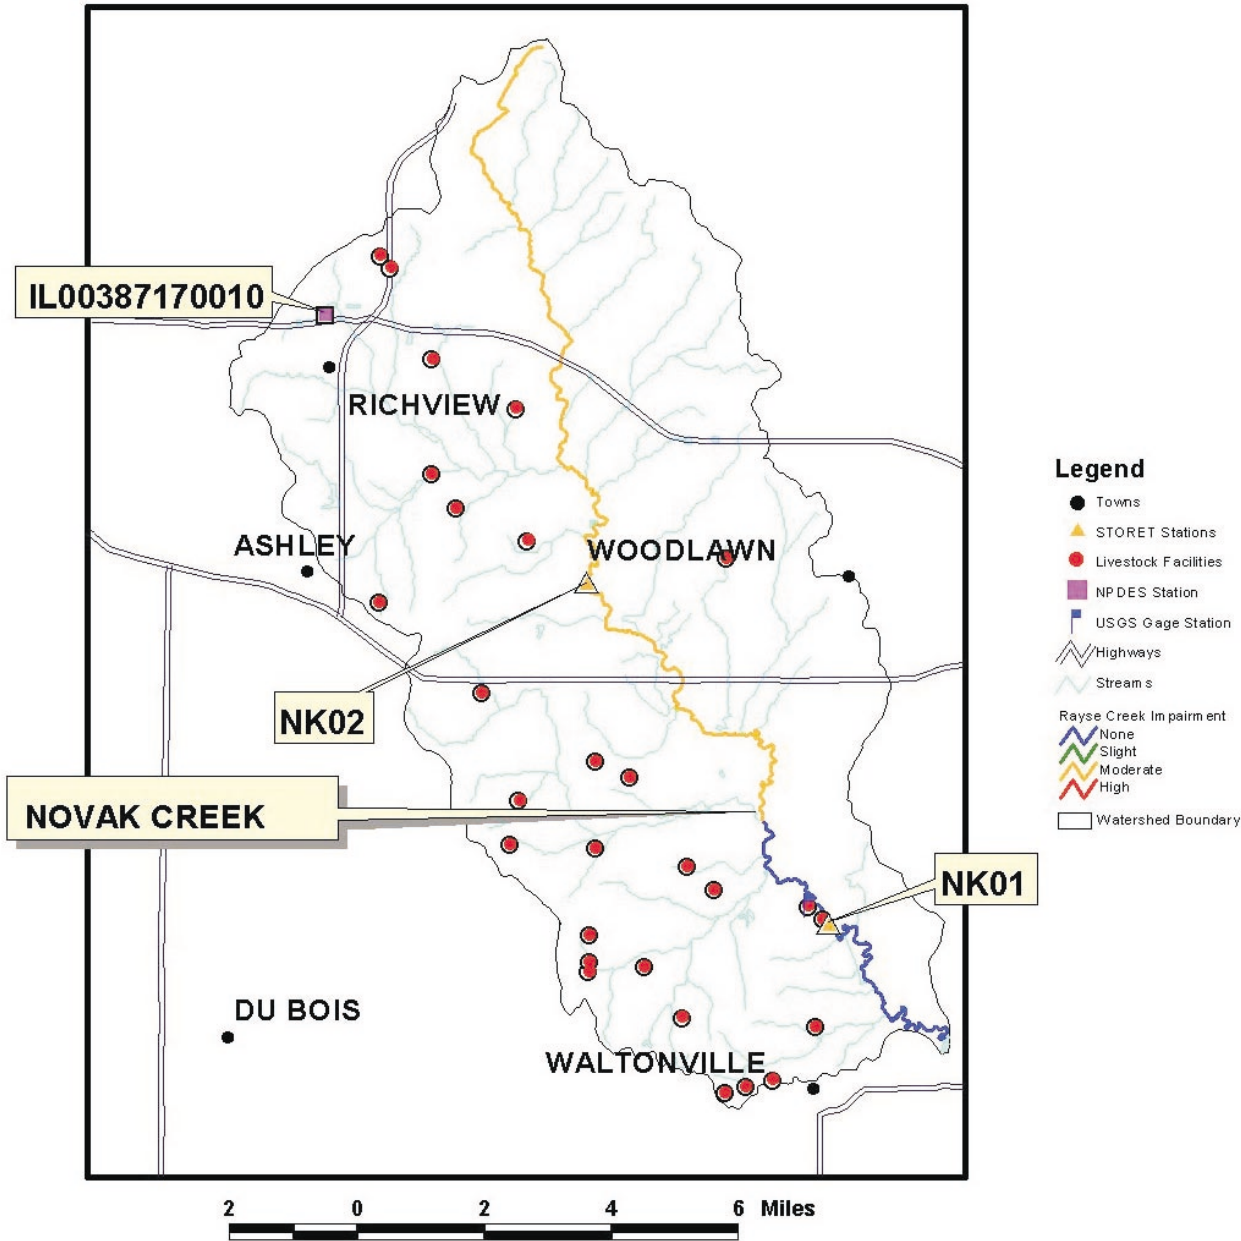 IL00387170010
RICHVIEW
ASHLEY
WOODLAWN
NK02
NOVAK CREEK
NK01
DU BOIS
WALTONVILLE
Legend
Towns
STORET Stations
Livestock Facilities
NPDES Station
USGS Gage Station
Highways
Streams
Rayse Creek Impairment
None
Slight
Moderate
High
Watershed Boundary
2 0 2 4 6 Miles